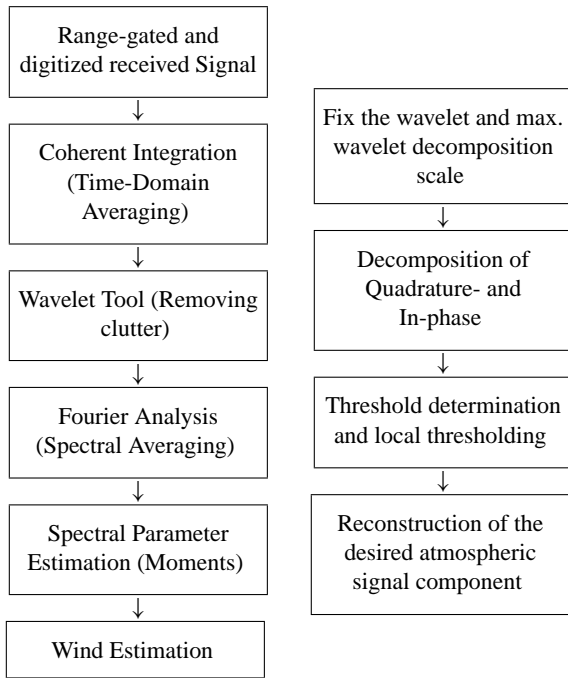 Range-gated and
digitized received Signal
Coherent Integration
(Time-Domain
Averaging)
Wavelet Tool (Removing
clutter)
Fourier Analysis
(Spectral Averaging)
Spectral Parameter
Estimation (Moments)
Wind Estimation
Fix the wavelet and max.
wavelet decomposition
scale
Decomposition of
Quadrature- and
In-phase
Threshold determination
and local thresholding
Reconstruction of the
desired atmospheric
signal component